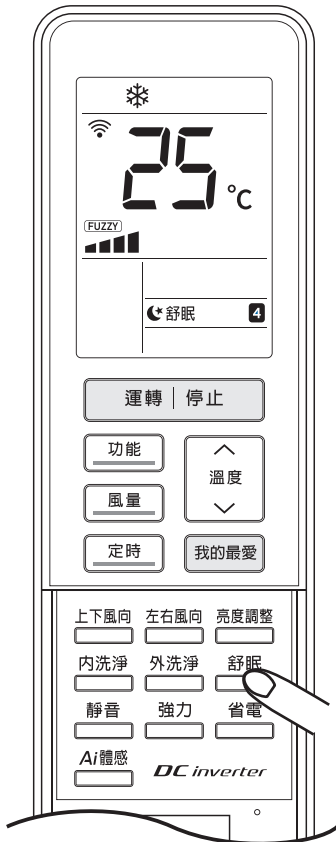 25°C
FUZZY
舒眠 4
運轉 停止
功能
溫度
風量
定時 我的最愛
上下風向 左右風向 亮度調整
內洗淨 外洗淨 舒眠
靜音 強力 省電
Ai體感 DC inverter